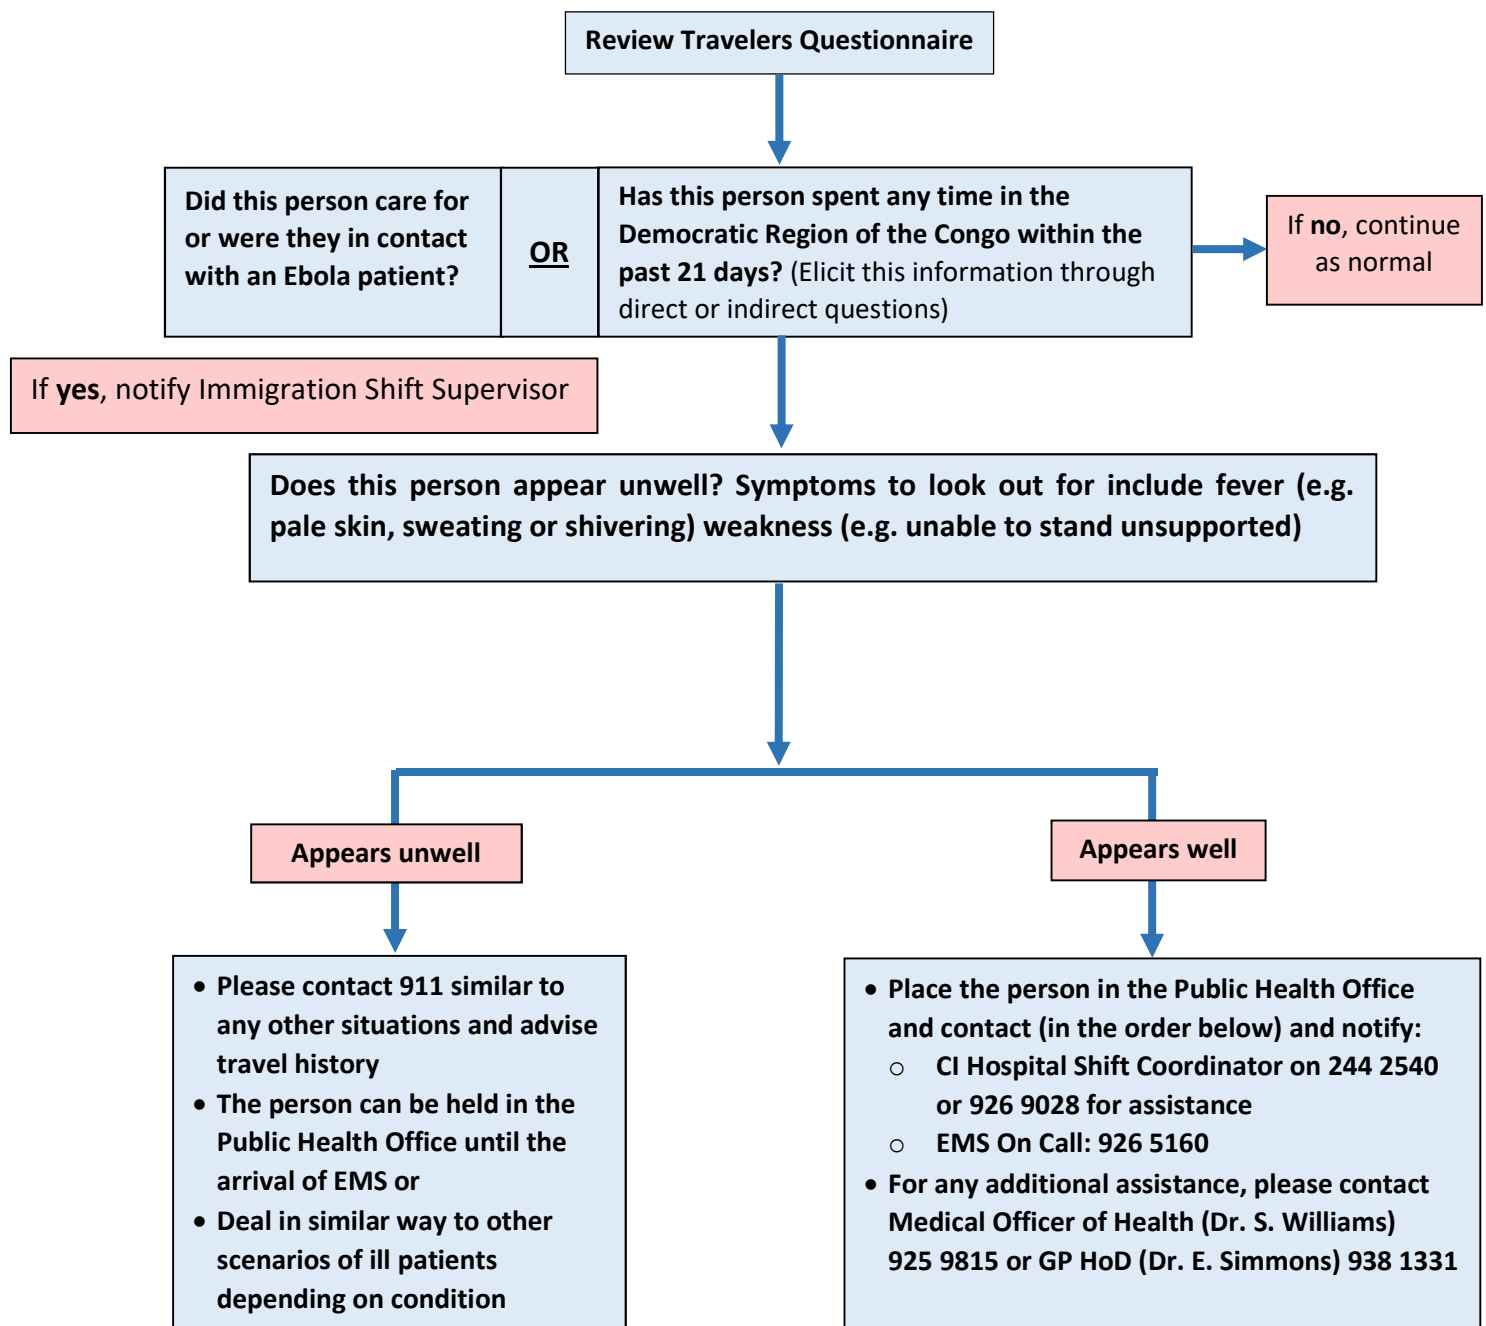 Review Travelers Questionnaire
Did this person care for
or were they in contact
with an Ebola patient?
OR
Has this person spent any time in the
Democratic Region of the Congo within the
past 21 days? (Elicit this information through
direct or indirect questions)
If no, continue
as normal
If yes, notify Immigration Shift Supervisor
Does this person appear unwell? Symptoms to look out for include fever (e.g.
pale skin, sweating or shivering) weakness (e.g. unable to stand unsupported)
Appears unwell
• Please contact 911 similar to
any other situations and advise
travel history
• The person can be held in the
Public Health Office until the
arrival of EMS or
• Deal in similar way to other
scenarios of ill patients
depending on condition
Appears well
• Place the person in the Public Health Office
and contact (in the order below) and notify:
o CI Hospital Shift Coordinator on 244 2540
or 926 9028 for assistance
o EMS On Call: 926 5160
• For any additional assistance, please contact
Medical Officer of Health (Dr. S. Williams)
925 9815 or GP HoD (Dr. E. Simmons) 938 1331